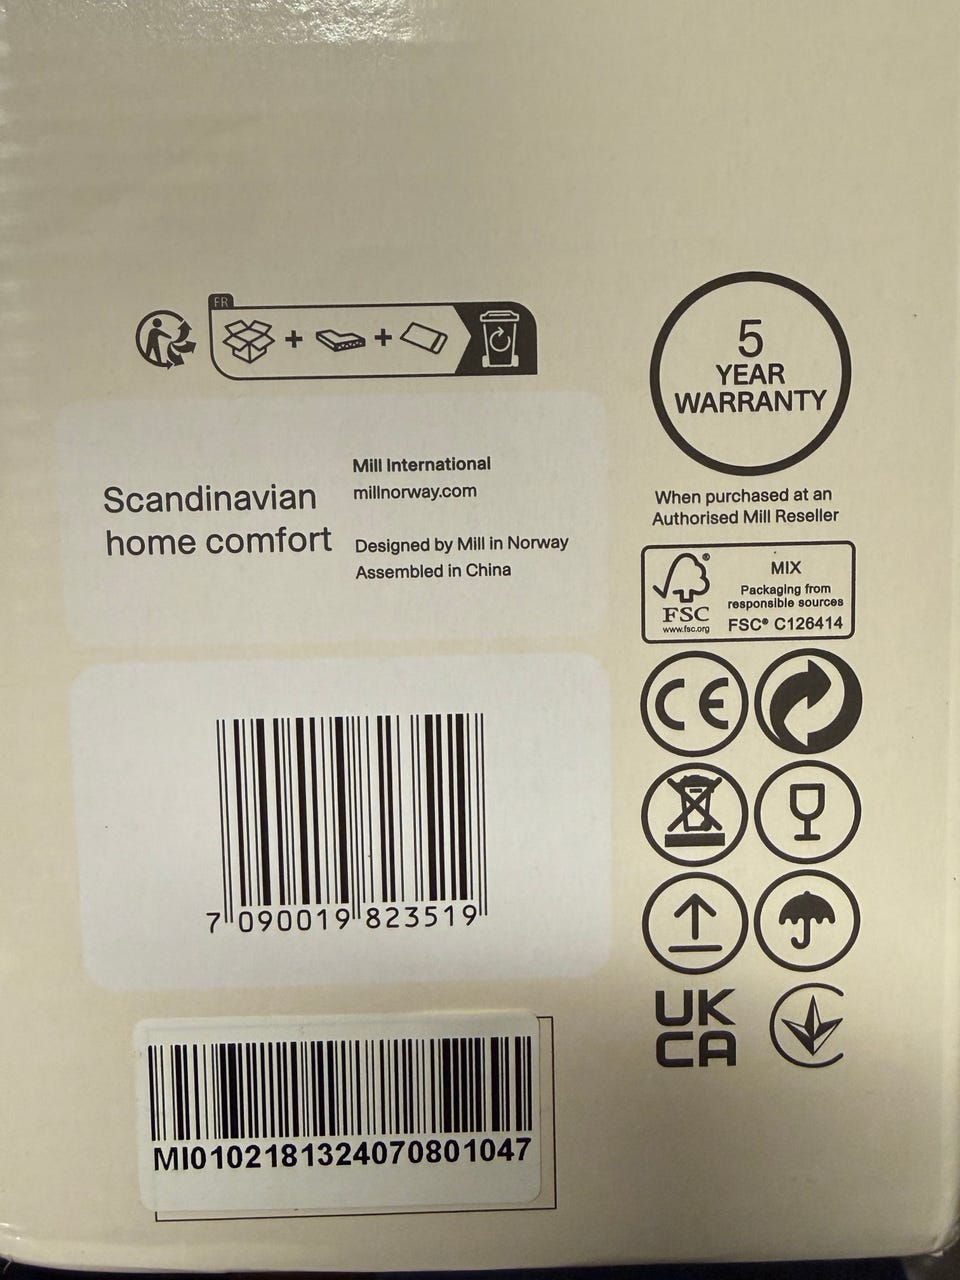 FR
5
YEAR
WARRANTY
When purchased at an
Authorised Mill Reseller
Scandinavian
home comfort
Mill International
millnorway.com
Designed by Mill in Norway
Assembled in China
FSC®
www.fsc.org
MIX
Packaging from
responsible sources
FSC® C126414
CE
7 090019 823519
UK
CA
MI0102181324070801047